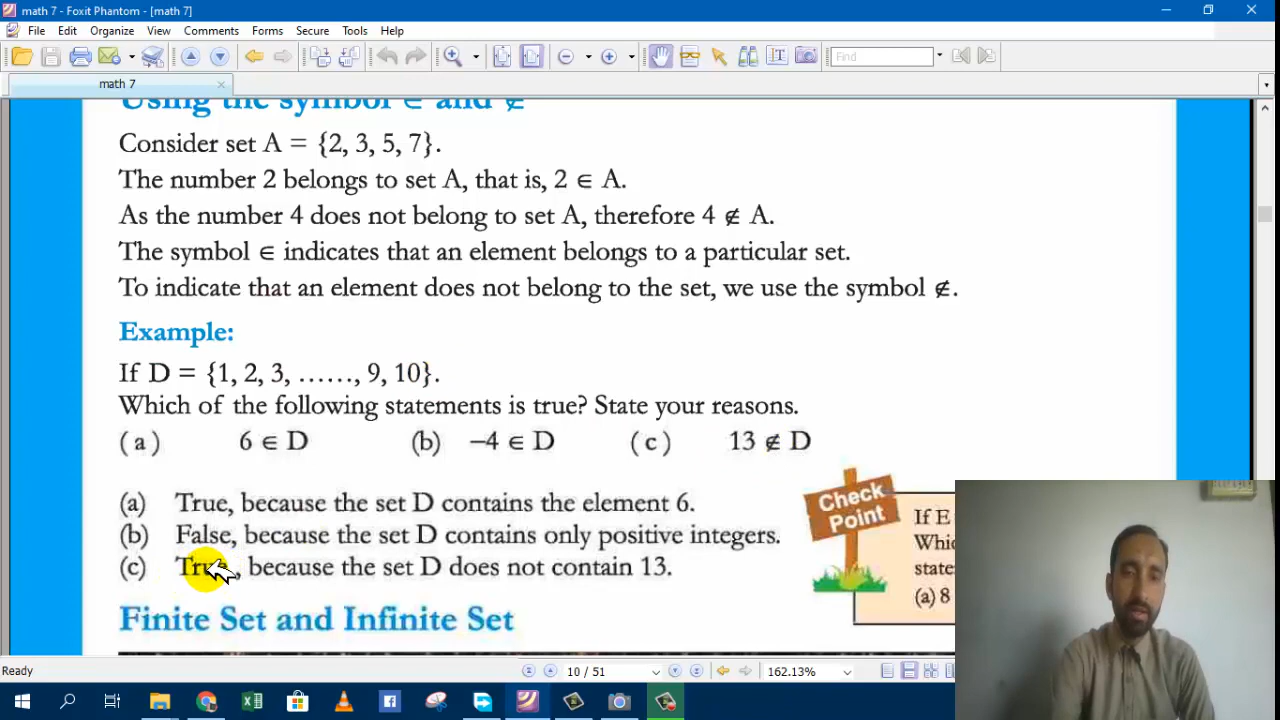 math 7 - Foxit Phantom - [math 7]
File Edit Organize View Comments Forms Secure Tools Help
Find
math 7
Using the symbol ∈ and ∉
Consider set A = {2, 3, 5, 7}.
The number 2 belongs to set A, that is, 2 ∈ A.
As the number 4 does not belong to set A, therefore 4 ∉ A.
The symbol ∈ indicates that an element belongs to a particular set.
To indicate that an element does not belong to the set, we use the symbol ∉.
Example:
If D = {1, 2, 3, ……, 9, 10}.
Which of the following statements is true? State your reasons.
(a) 6 ∈ D (b) –4 ∈ D (c) 13 ∉ D
(a) True, because the set D contains the element 6.
(b) False, because the set D contains only positive integers.
(c) True, because the set D does not contain 13.
Check
Point
If E
(a) 8
Finite Set and Infinite Set
Ready
10 / 51
162.13%